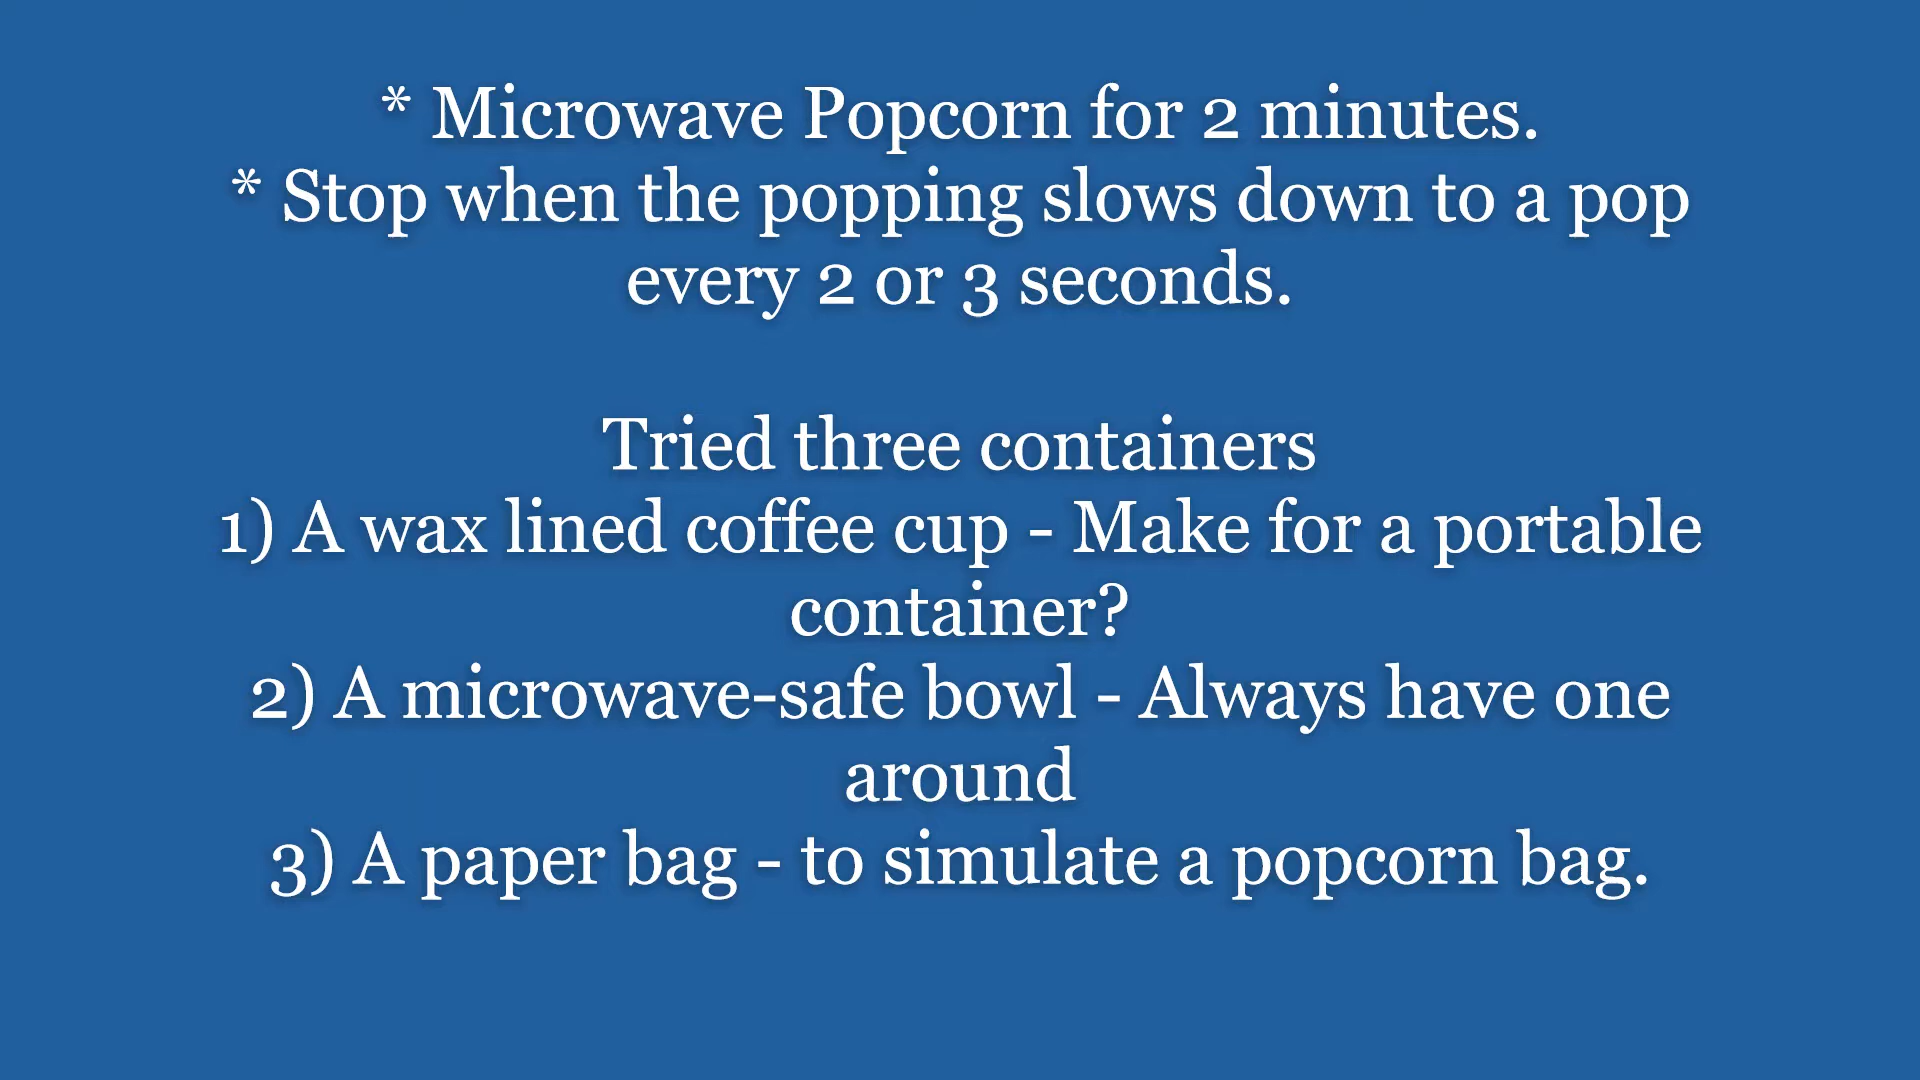 * Microwave Popcorn for 2 minutes.
* Stop when the popping slows down to a pop
every 2 or 3 seconds.
Tried three containers
1) A wax lined coffee cup - Make for a portable
container?
2) A microwave-safe bowl - Always have one
around
3) A paper bag - to simulate a popcorn bag.